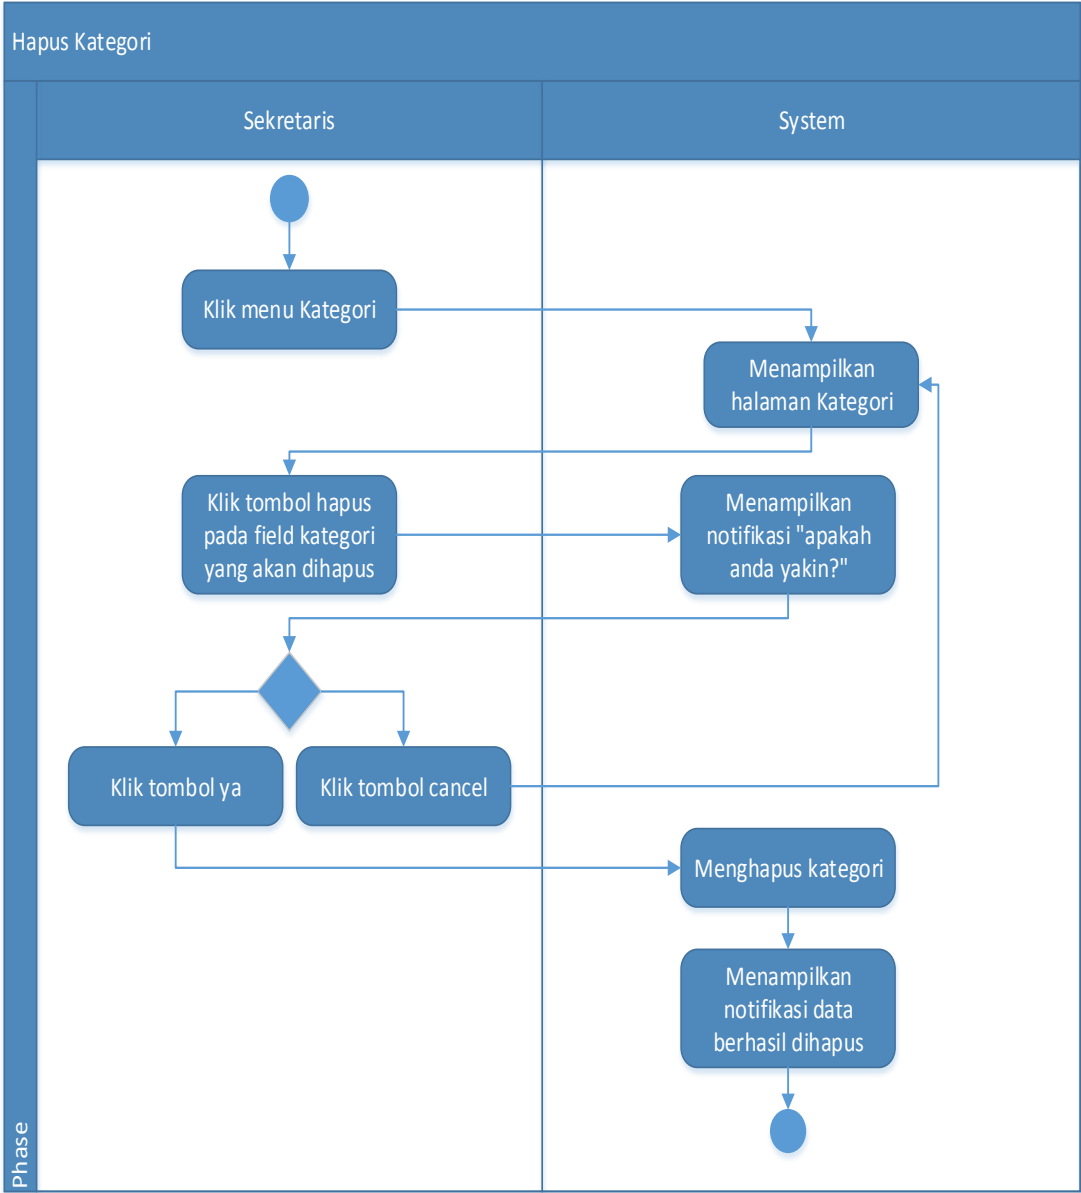 Hapus Kategori
Sekretaris
System
Klik menu Kategori
Menampilkan
halaman Kategori
Klik tombol hapus
pada field kategori
yang akan dihapus
Menampilkan
notifikasi "apakah
anda yakin?"
Klik tombol ya
Klik tombol cancel
Menghapus kategori
Menampilkan
notifikasi data
berhasil dihapus
Phase